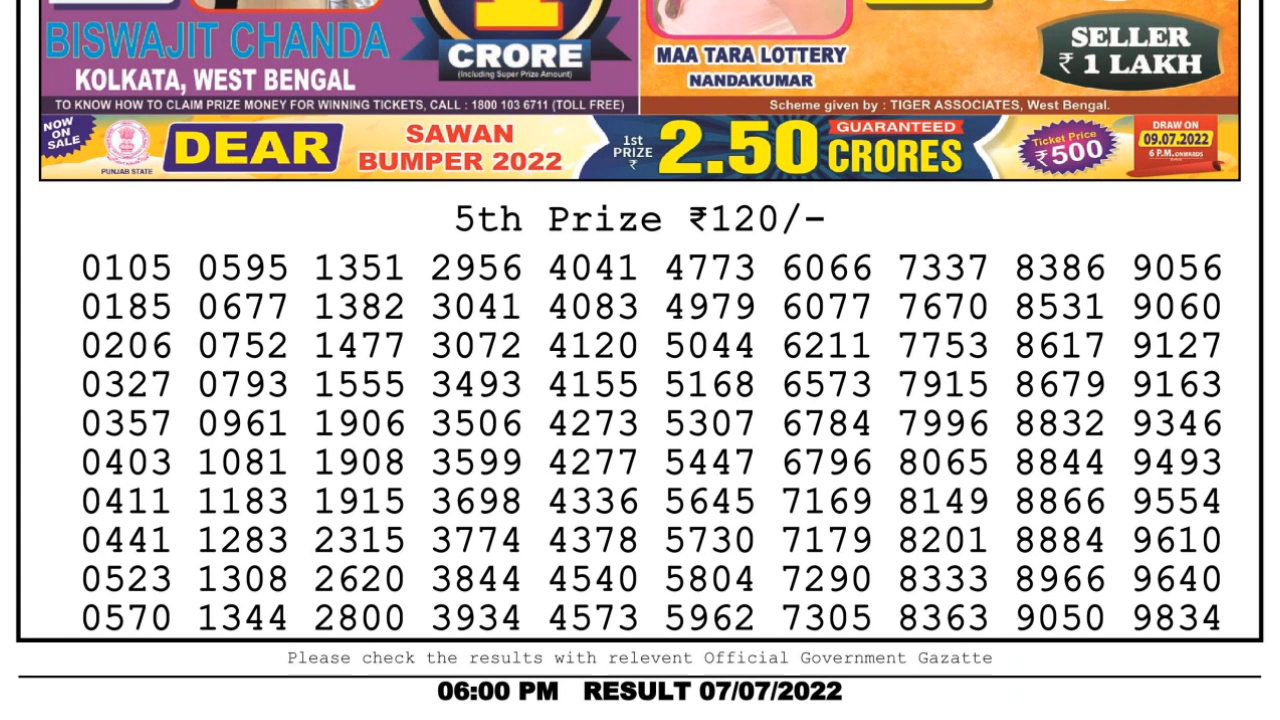 BISWAJIT CHANDA
KOLKATA, WEST BENGAL
1
CRORE
(Including Super Prize Amount)
MAA TARA LOTTERY
NANDAKUMAR
SELLER
₹ 1 LAKH
TO KNOW HOW TO CLAIM PRIZE MONEY FOR WINNING TICKETS, CALL : 1800 103 6711 (TOLL FREE)
Scheme given by : TIGER ASSOCIATES, West Bengal.
NOW
ON
SALE
PUNJAB STATE
DEAR
SAWAN
BUMPER 2022
1st
PRIZE
₹
2.50
GUARANTEED
CRORES
Ticket Price
₹500
DRAW ON
09.07.2022
6 P.M. ONWARDS
5th Prize ₹120/-
0105 0595 1351 2956 4041 4773 6066 7337 8386 9056
0185 0677 1382 3041 4083 4979 6077 7670 8531 9060
0206 0752 1477 3072 4120 5044 6211 7753 8617 9127
0327 0793 1555 3493 4155 5168 6573 7915 8679 9163
0357 0961 1906 3506 4273 5307 6784 7996 8832 9346
0403 1081 1908 3599 4277 5447 6796 8065 8844 9493
0411 1183 1915 3698 4336 5645 7169 8149 8866 9554
0441 1283 2315 3774 4378 5730 7179 8201 8884 9610
0523 1308 2620 3844 4540 5804 7290 8333 8966 9640
0570 1344 2800 3934 4573 5962 7305 8363 9050 9834
Please check the results with relevent Official Government Gazatte
06:00 PM RESULT 07/07/2022